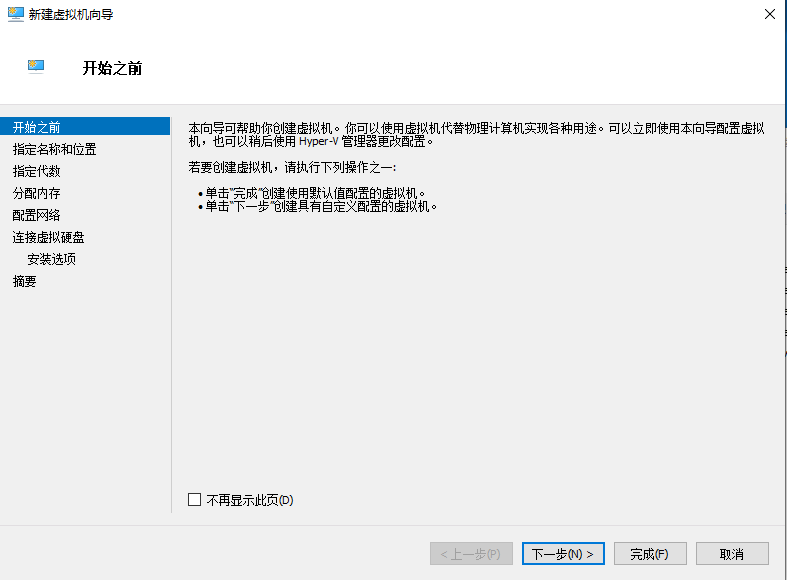 新建虚拟机向导
开始之前
开始之前
指定名称和位置
指定代数
分配内存
配置网络
连接虚拟硬盘
安装选项
摘要
本向导可帮助你创建虚拟机。你可以使用虚拟机代替物理计算机实现各种用途。可以立即使用本向导配置虚拟
机，也可以稍后使用 Hyper-V 管理器更改配置。
若要创建虚拟机，请执行下列操作之一:
•单击"完成"创建使用默认值配置的虚拟机。
•单击"下一步"创建具有自定义配置的虚拟机。
不再显示此页(D)
< 上一步(P)
下一步(N) >
完成(F)
取消